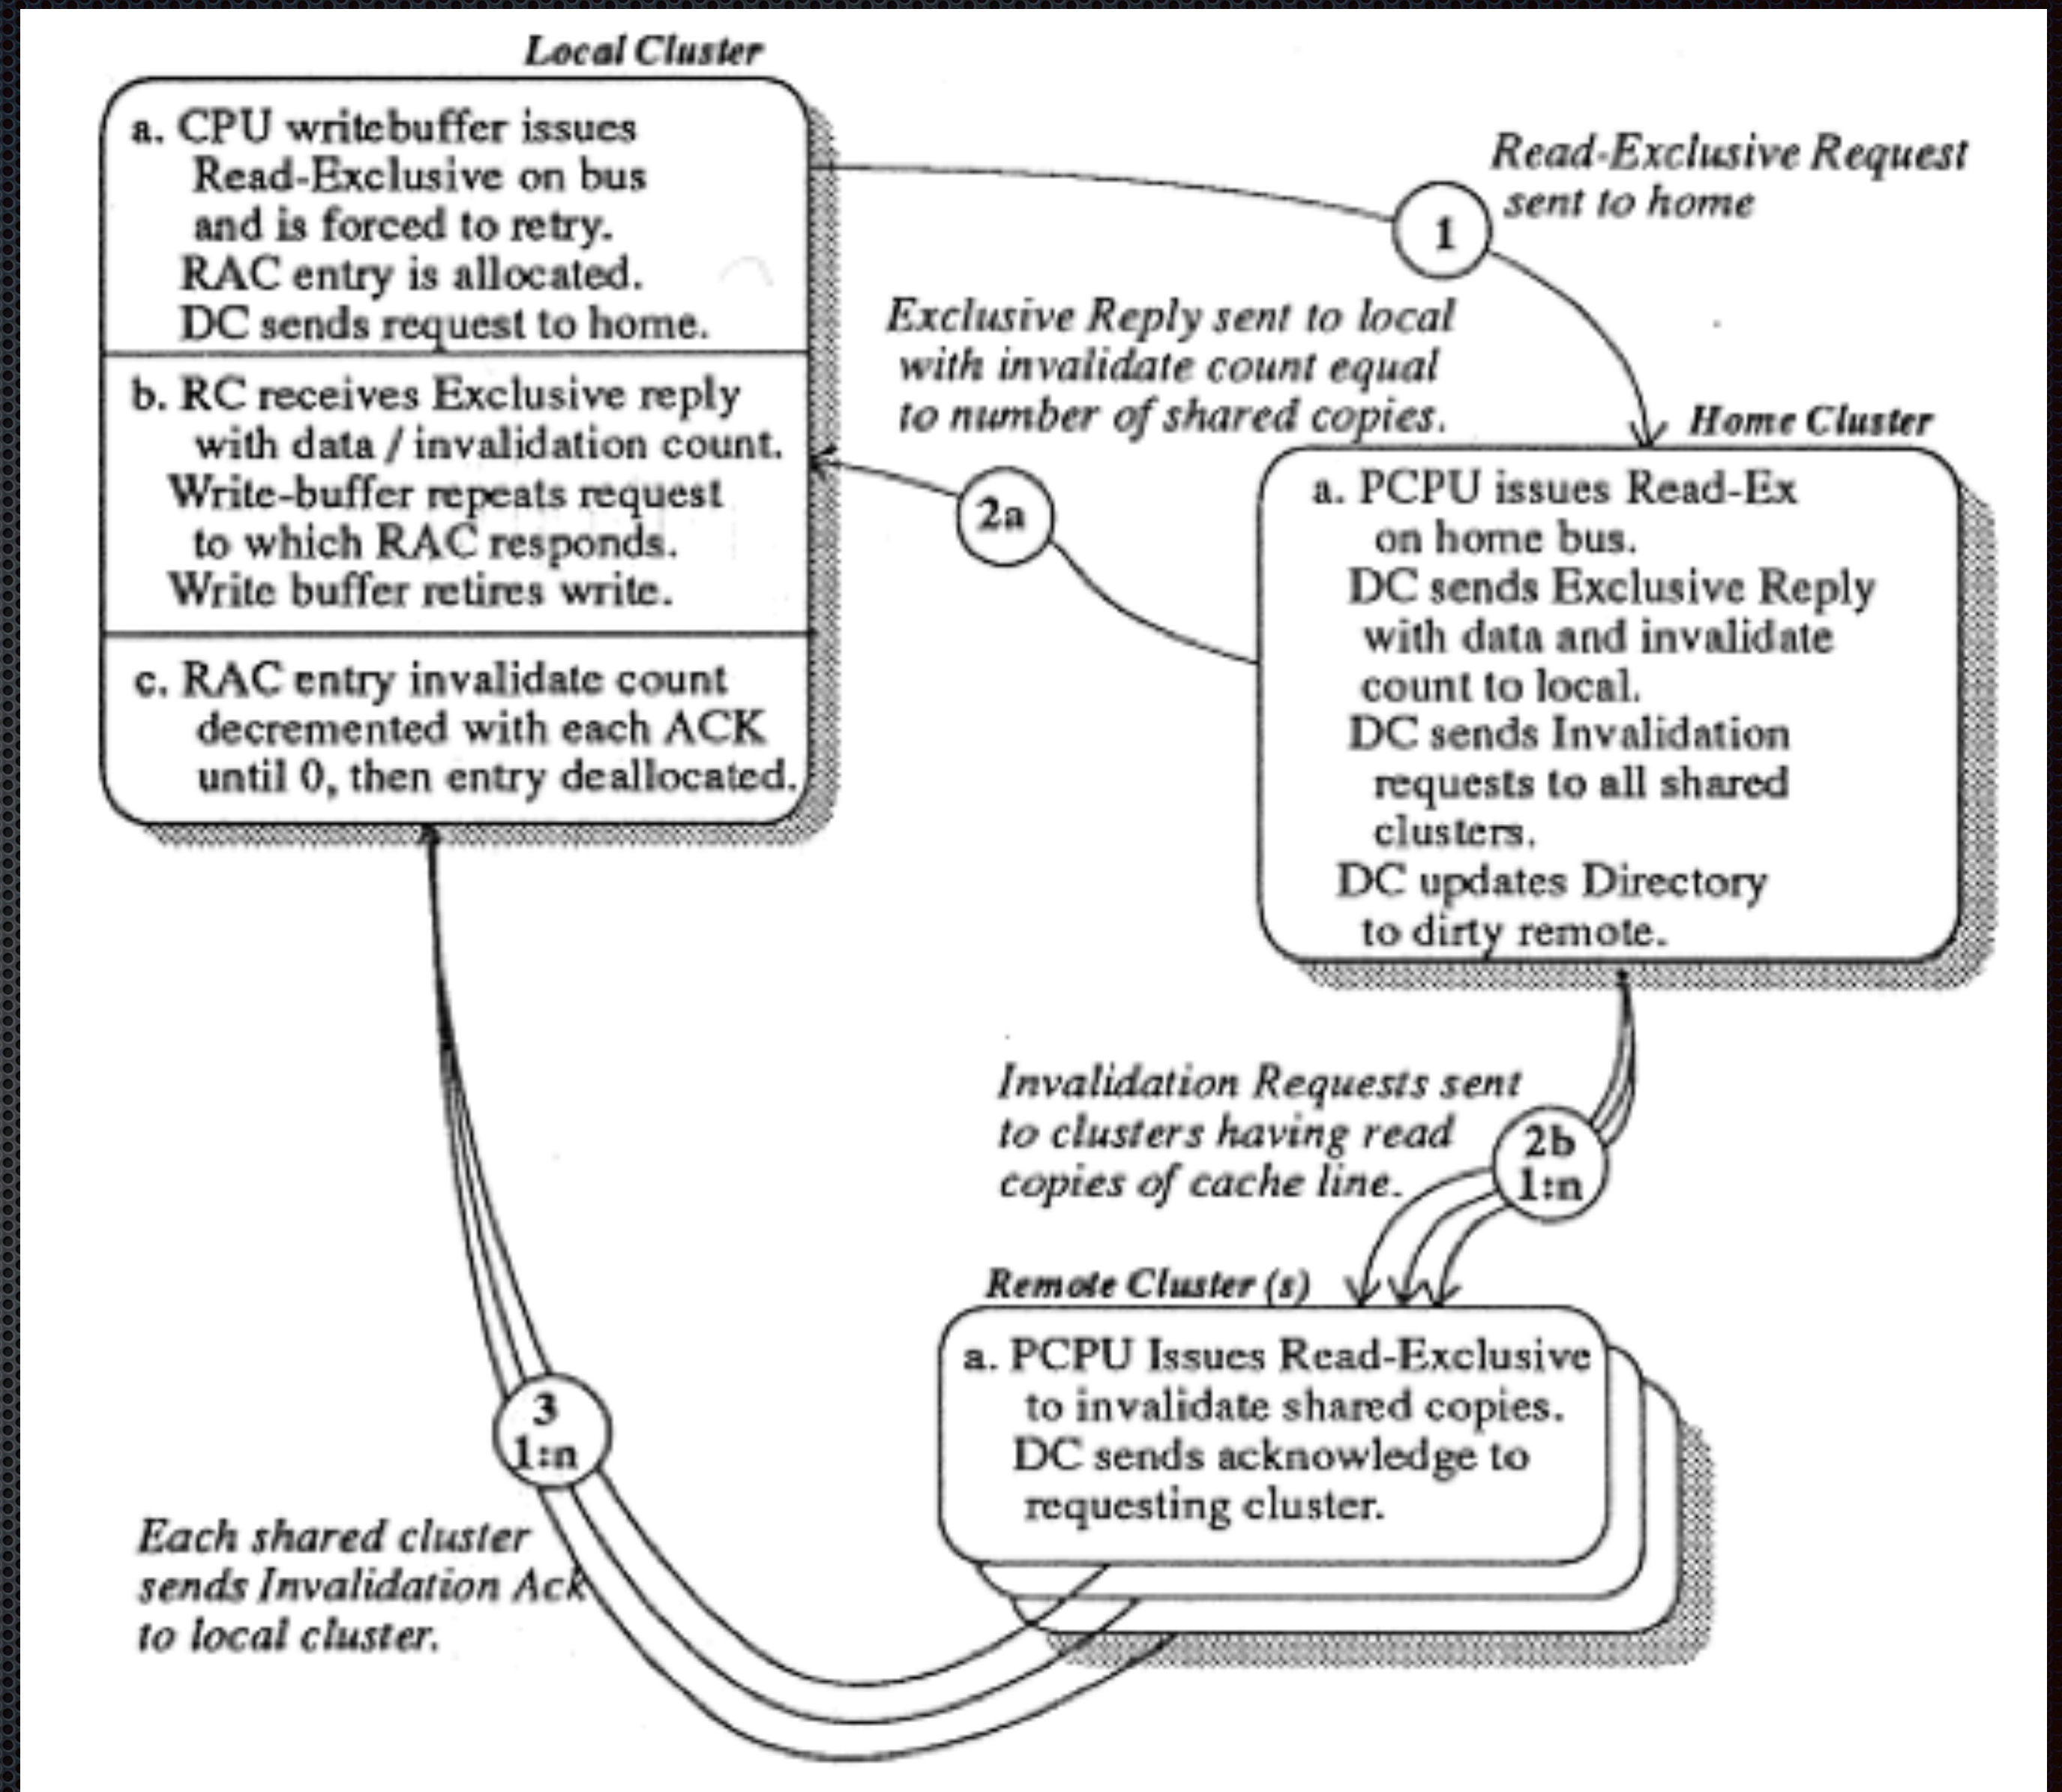 Local Cluster
a. CPU writebuffer issues
Read-Exclusive on bus
and is forced to retry.
RAC entry is allocated.
DC sends request to home.
b. RC receives Exclusive reply
with data / invalidation count.
Write-buffer repeats request
to which RAC responds.
Write buffer retires write.
c. RAC entry invalidate count
decremented with each ACK
until 0, then entry deallocated.
1
Read-Exclusive Request
sent to home
Exclusive Reply sent to local
with invalidate count equal
to number of shared copies.
2a
Home Cluster
a. PCPU issues Read-Ex
on home bus.
DC sends Exclusive Reply
with data and invalidate
count to local.
DC sends Invalidation
requests to all shared
clusters.
DC updates Directory
to dirty remote.
Invalidation Requests sent
to clusters having read
copies of cache line.
2b
1:n
Remote Cluster (s)
a. PCPU Issues Read-Exclusive
to invalidate shared copies.
DC sends acknowledge to
requesting cluster.
3
1:n
Each shared cluster
sends Invalidation Ack
to local cluster.